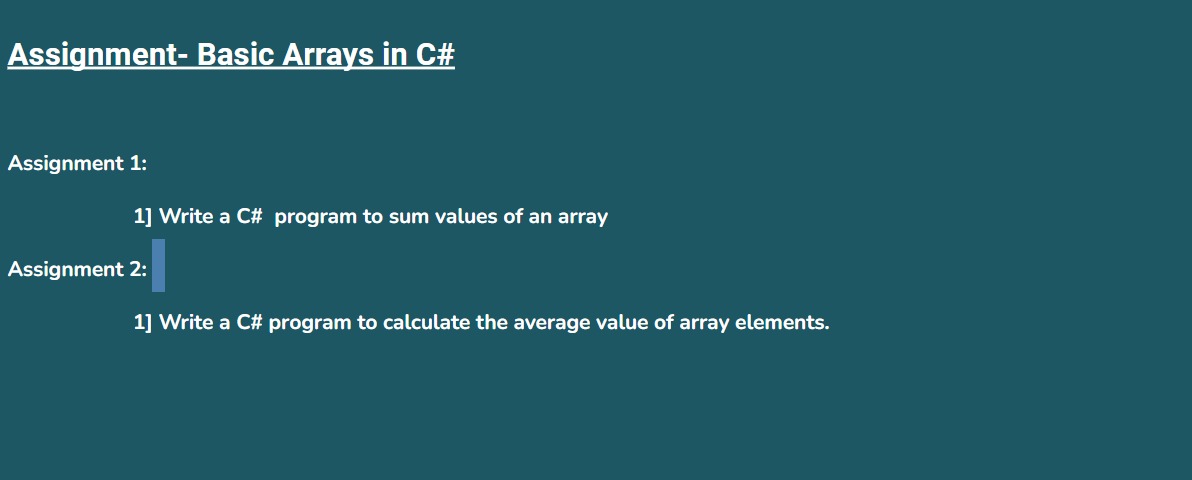 Assignment- Basic Arrays in C#
Assignment 1:
1] Write a C#  program to sum values of an array
Assignment 2:
1] Write a C# program to calculate the average value of array elements.